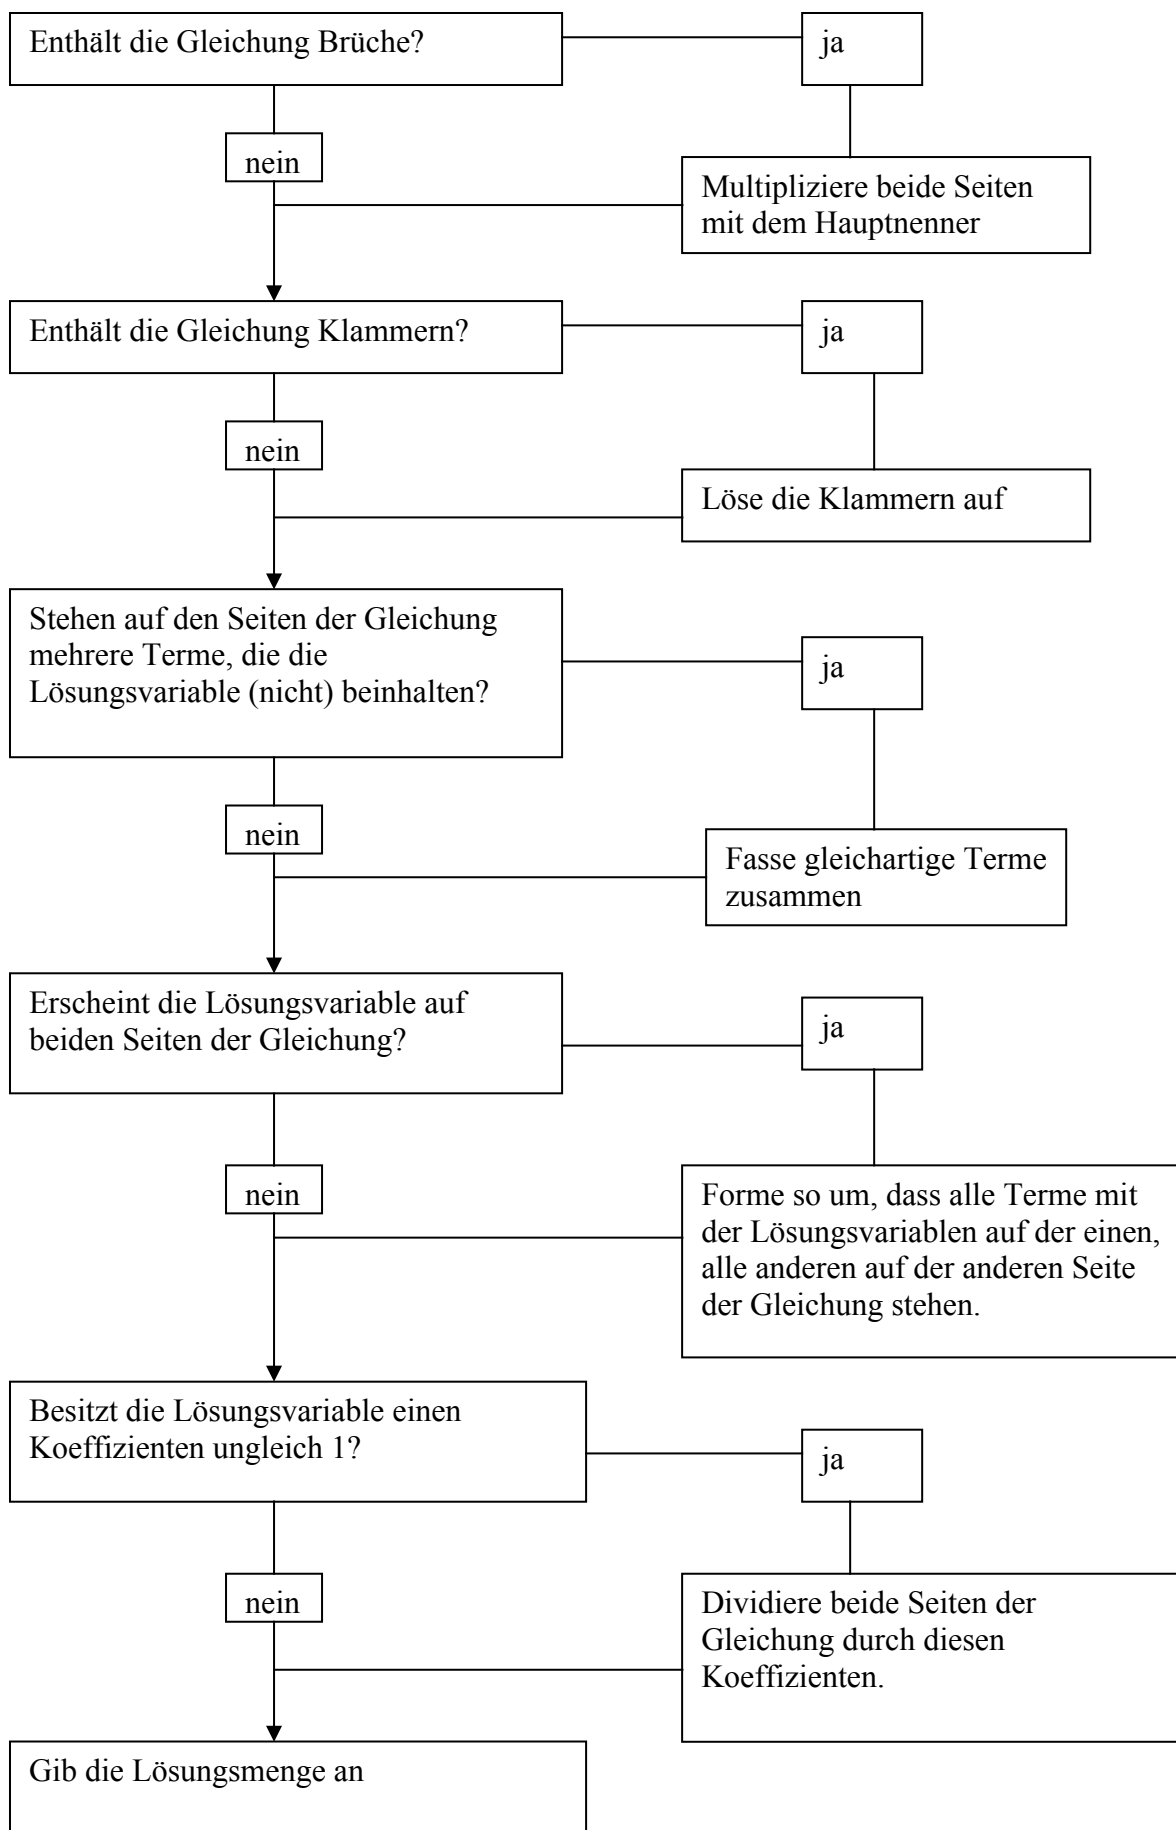 Enthält die Gleichung Brüche?
ja
nein
Multipliziere beide Seiten
mit dem Hauptnenner
Enthält die Gleichung Klammern?
ja
nein
Löse die Klammern auf
Stehen auf den Seiten der Gleichung
mehrere Terme, die die
Lösungsvariable (nicht) beinhalten?
ja
nein
Fasse gleichartige Terme
zusammen
Erscheint die Lösungsvariable auf
beiden Seiten der Gleichung?
ja
nein
Forme so um, dass alle Terme mit
der Lösungsvariablen auf der einen,
alle anderen auf der anderen Seite
der Gleichung stehen.
Besitzt die Lösungsvariable einen
Koeffizienten ungleich 1?
ja
nein
Dividiere beide Seiten der
Gleichung durch diesen
Koeffizienten.
Gib die Lösungsmenge an